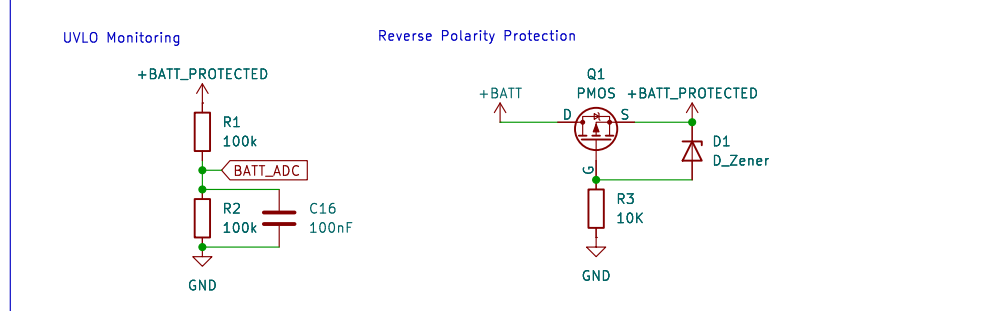 UVLO Monitoring
+BATT_PROTECTED
R1
100k
BATT_ADC
R2
100k
C16
100nF
GND
Reverse Polarity Protection
Q1
PMOS
+BATT
+BATT_PROTECTED
D
S
G
D1
D_Zener
R3
10K
GND